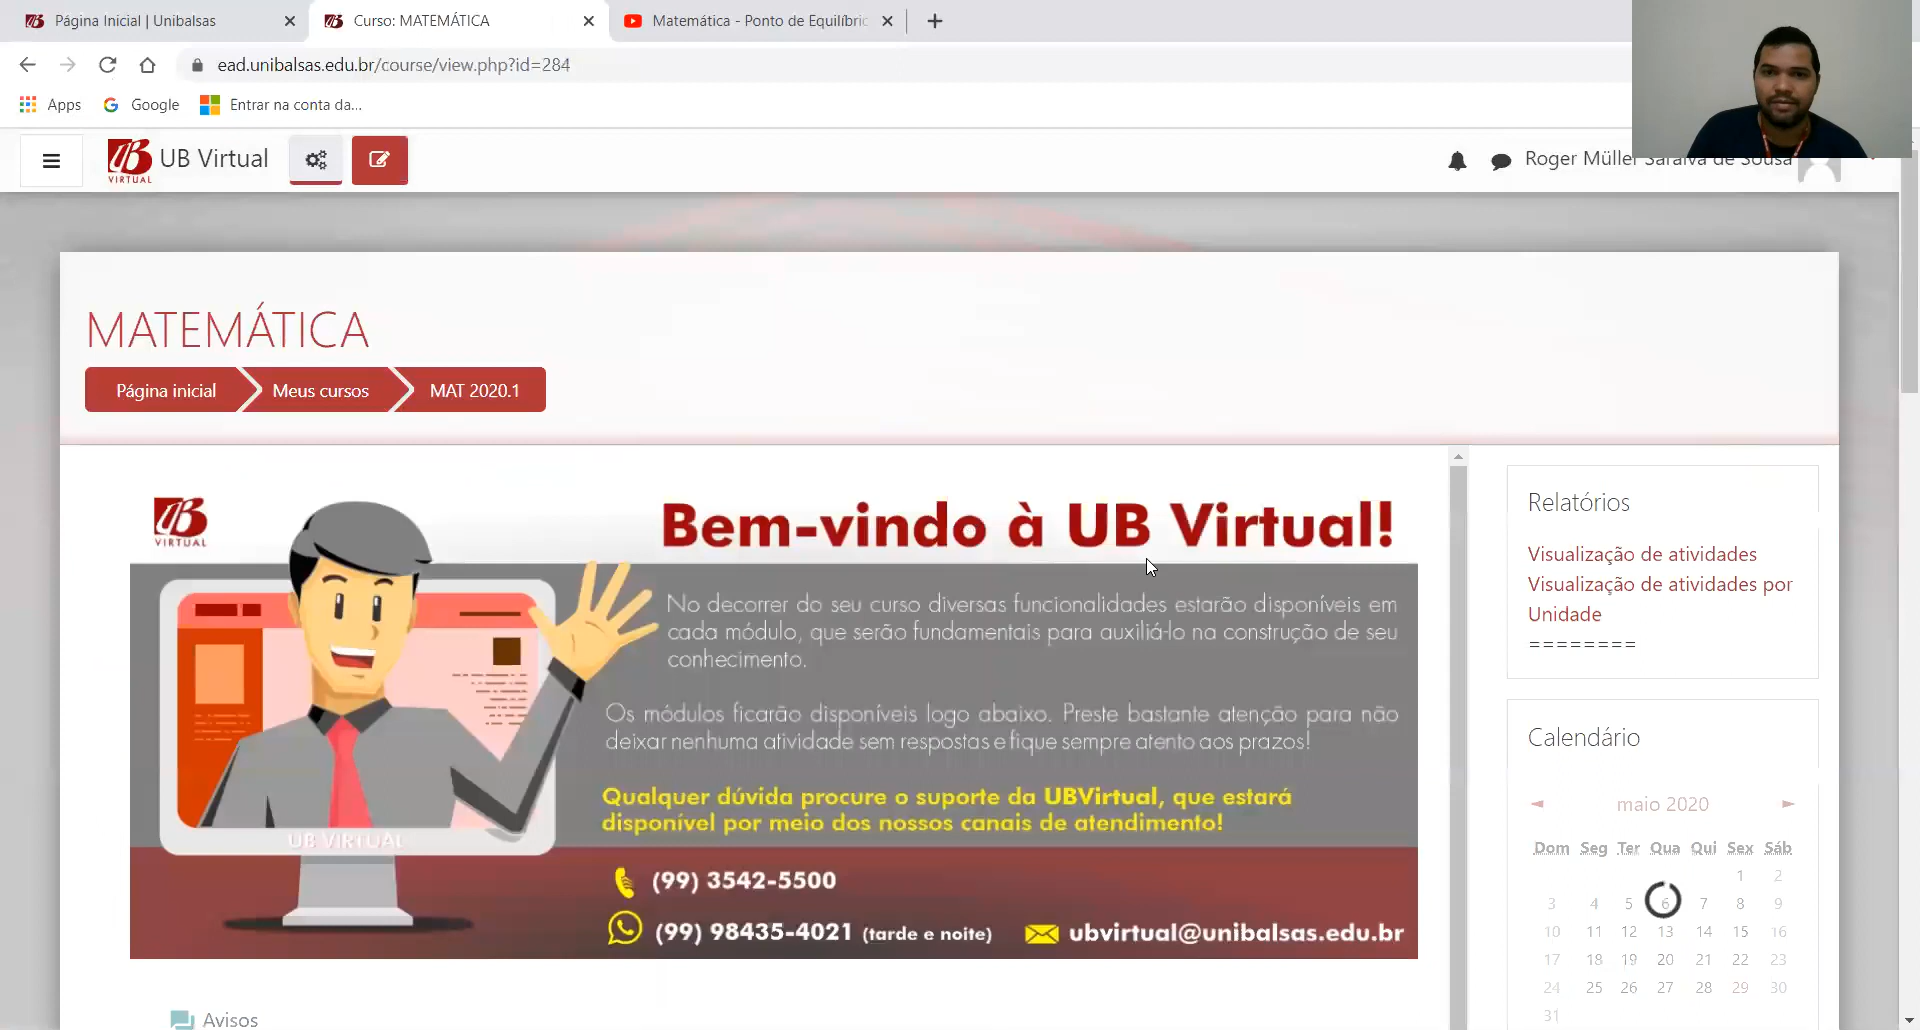 Página Inicial | Unibalsas
Curso: MATEMÁTICA
Matemática - Ponto de Equilíbric
ead.unibalsas.edu.br/course/view.php?id=284
Apps
Google
Entrar na conta da...
VIRTUAL
UB Virtual
Roger Müller Saraiva de Sousa
MATEMÁTICA
Página inicial
Meus cursos
MAT 2020.1
VIRTUAL
Bem-vindo à UB Virtual!
No decorrer do seu curso diversas funcionalidades estarão disponíveis em
cada módulo, que serão fundamentais para auxiliá-lo na construção de seu
conhecimento.
Os módulos ficarão disponíveis logo abaixo. Preste bastante atenção para não
deixar nenhuma atividade sem respostas e fique sempre atento aos prazos!
Qualquer dúvida procure o suporte da UBVirtual, que estará
disponível por meio dos nossos canais de atendimento!
UB VIRTUAL
(99) 3542-5500
(99) 98435-4021 (tarde e noite)
ubvirtual@unibalsas.edu.br
Avisos
Relatórios
Visualização de atividades
Visualização de atividades por
Unidade
========
Calendário
◄ maio 2020 ►
Dom Seg Ter Qua Qui Sex Sáb
1 2
3 4 5 6 7 8 9
10 11 12 13 14 15 16
17 18 19 20 21 22 23
24 25 26 27 28 29 30
31